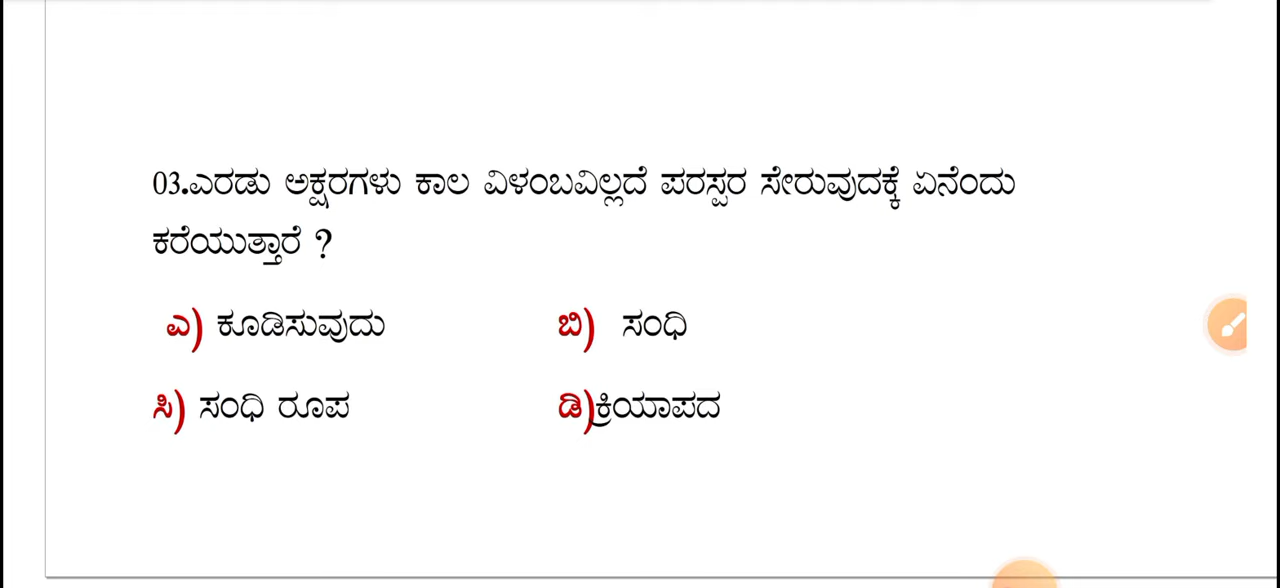 03.ಎರಡು ಅಕ್ಷರಗಳು ಕಾಲ ವಿಳಂಬವಿಲ್ಲದೆ ಪರಸ್ಪರ ಸೇರುವುದಕ್ಕೆ ಏನೆಂದು
ಕರೆಯುತ್ತಾರೆ ?
ಎ) ಕೂಡಿಸುವುದು ಬಿ) ಸಂಧಿ
ಸಿ) ಸಂಧಿ ರೂಪ ಡಿ)ಕ್ರಿಯಾಪದ